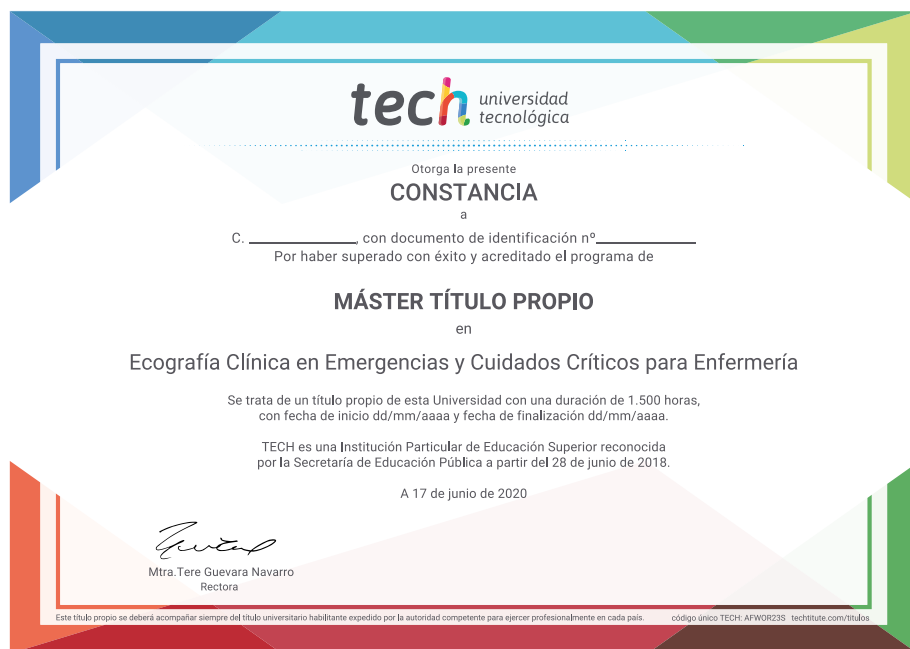 tech universidad
tecnológica
Otorga la presente
CONSTANCIA
a
C. ____________, con documento de identificación nº____________
Por haber superado con éxito y acreditado el programa de
MÁSTER TÍTULO PROPIO
en
Ecografía Clínica en Emergencias y Cuidados Críticos para Enfermería
Se trata de un título propio de esta Universidad con una duración de 1.500 horas,
con fecha de inicio dd/mm/aaaa y fecha de finalización dd/mm/aaaa.
TECH es una Institución Particular de Educación Superior reconocida
por la Secretaría de Educación Pública a partir del 28 de junio de 2018.
A 17 de junio de 2020
Mtra.Tere Guevara Navarro
Rectora
Este título propio se deberá acompañar siempre del título universitario habilitante expedido por la autoridad competente para ejercer profesionalmente en cada país. código único TECH: AFWOR23S techtitute.com/titulos